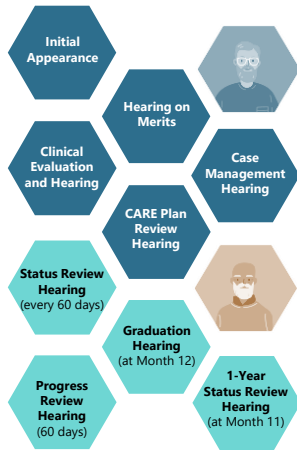 Initial
Appearance
Hearing on
Merits
Clinical
Evaluation
and Hearing
Case
Management
Hearing
CARE Plan
Review
Hearing
Status Review
Hearing
(every 60 days)
Graduation
Hearing
(at Month 12)
Progress
Review
Hearing
(60 days)
1-Year
Status Review
Hearing
(at Month 11)